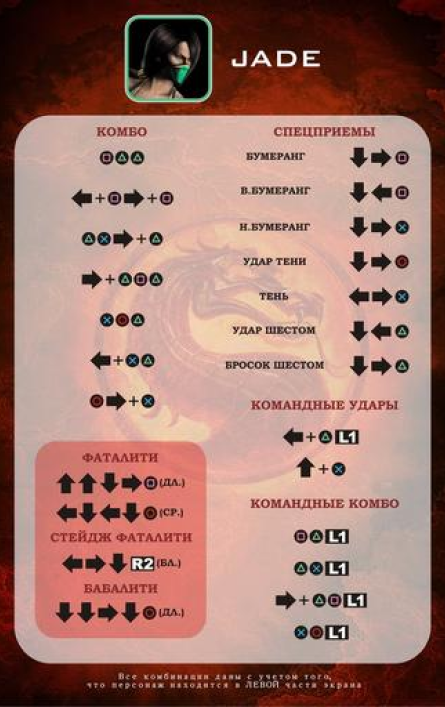 JADE
КОМБО
СПЕЦПРИЕМЫ
БУМЕРАНГ
В.БУМЕРАНГ
Н.БУМЕРАНГ
УДАР ТЕНИ
ТЕНЬ
УДАР ШЕСТОМ
БРОСОК ШЕСТОМ
КОМАНДНЫЕ УДАРЫ
L1
КОМАНДНЫЕ КОМБО
L1
L1
L1
L1
ФАТАЛИТИ
(ДЛ.)
(СР.)
СТЕЙДЖ ФАТАЛИТИ
R2 (БЛ.)
БАБАЛИТИ
(ДЛ.)
Все комбинации даны с учетом того,
что персонаж находится в ЛЕВОЙ части экрана